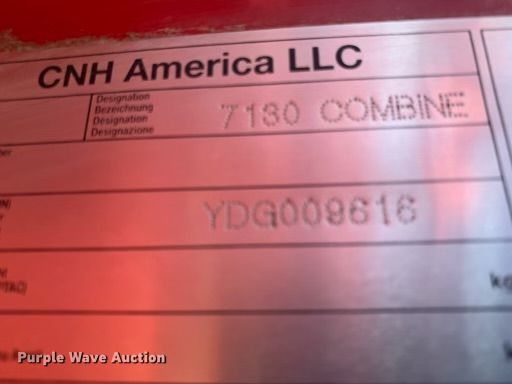 CNH America LLC
Designation
Bezeichnung
Désignation
Designazione
7130 COMBINE
YDG009616
Purple Wave Auction